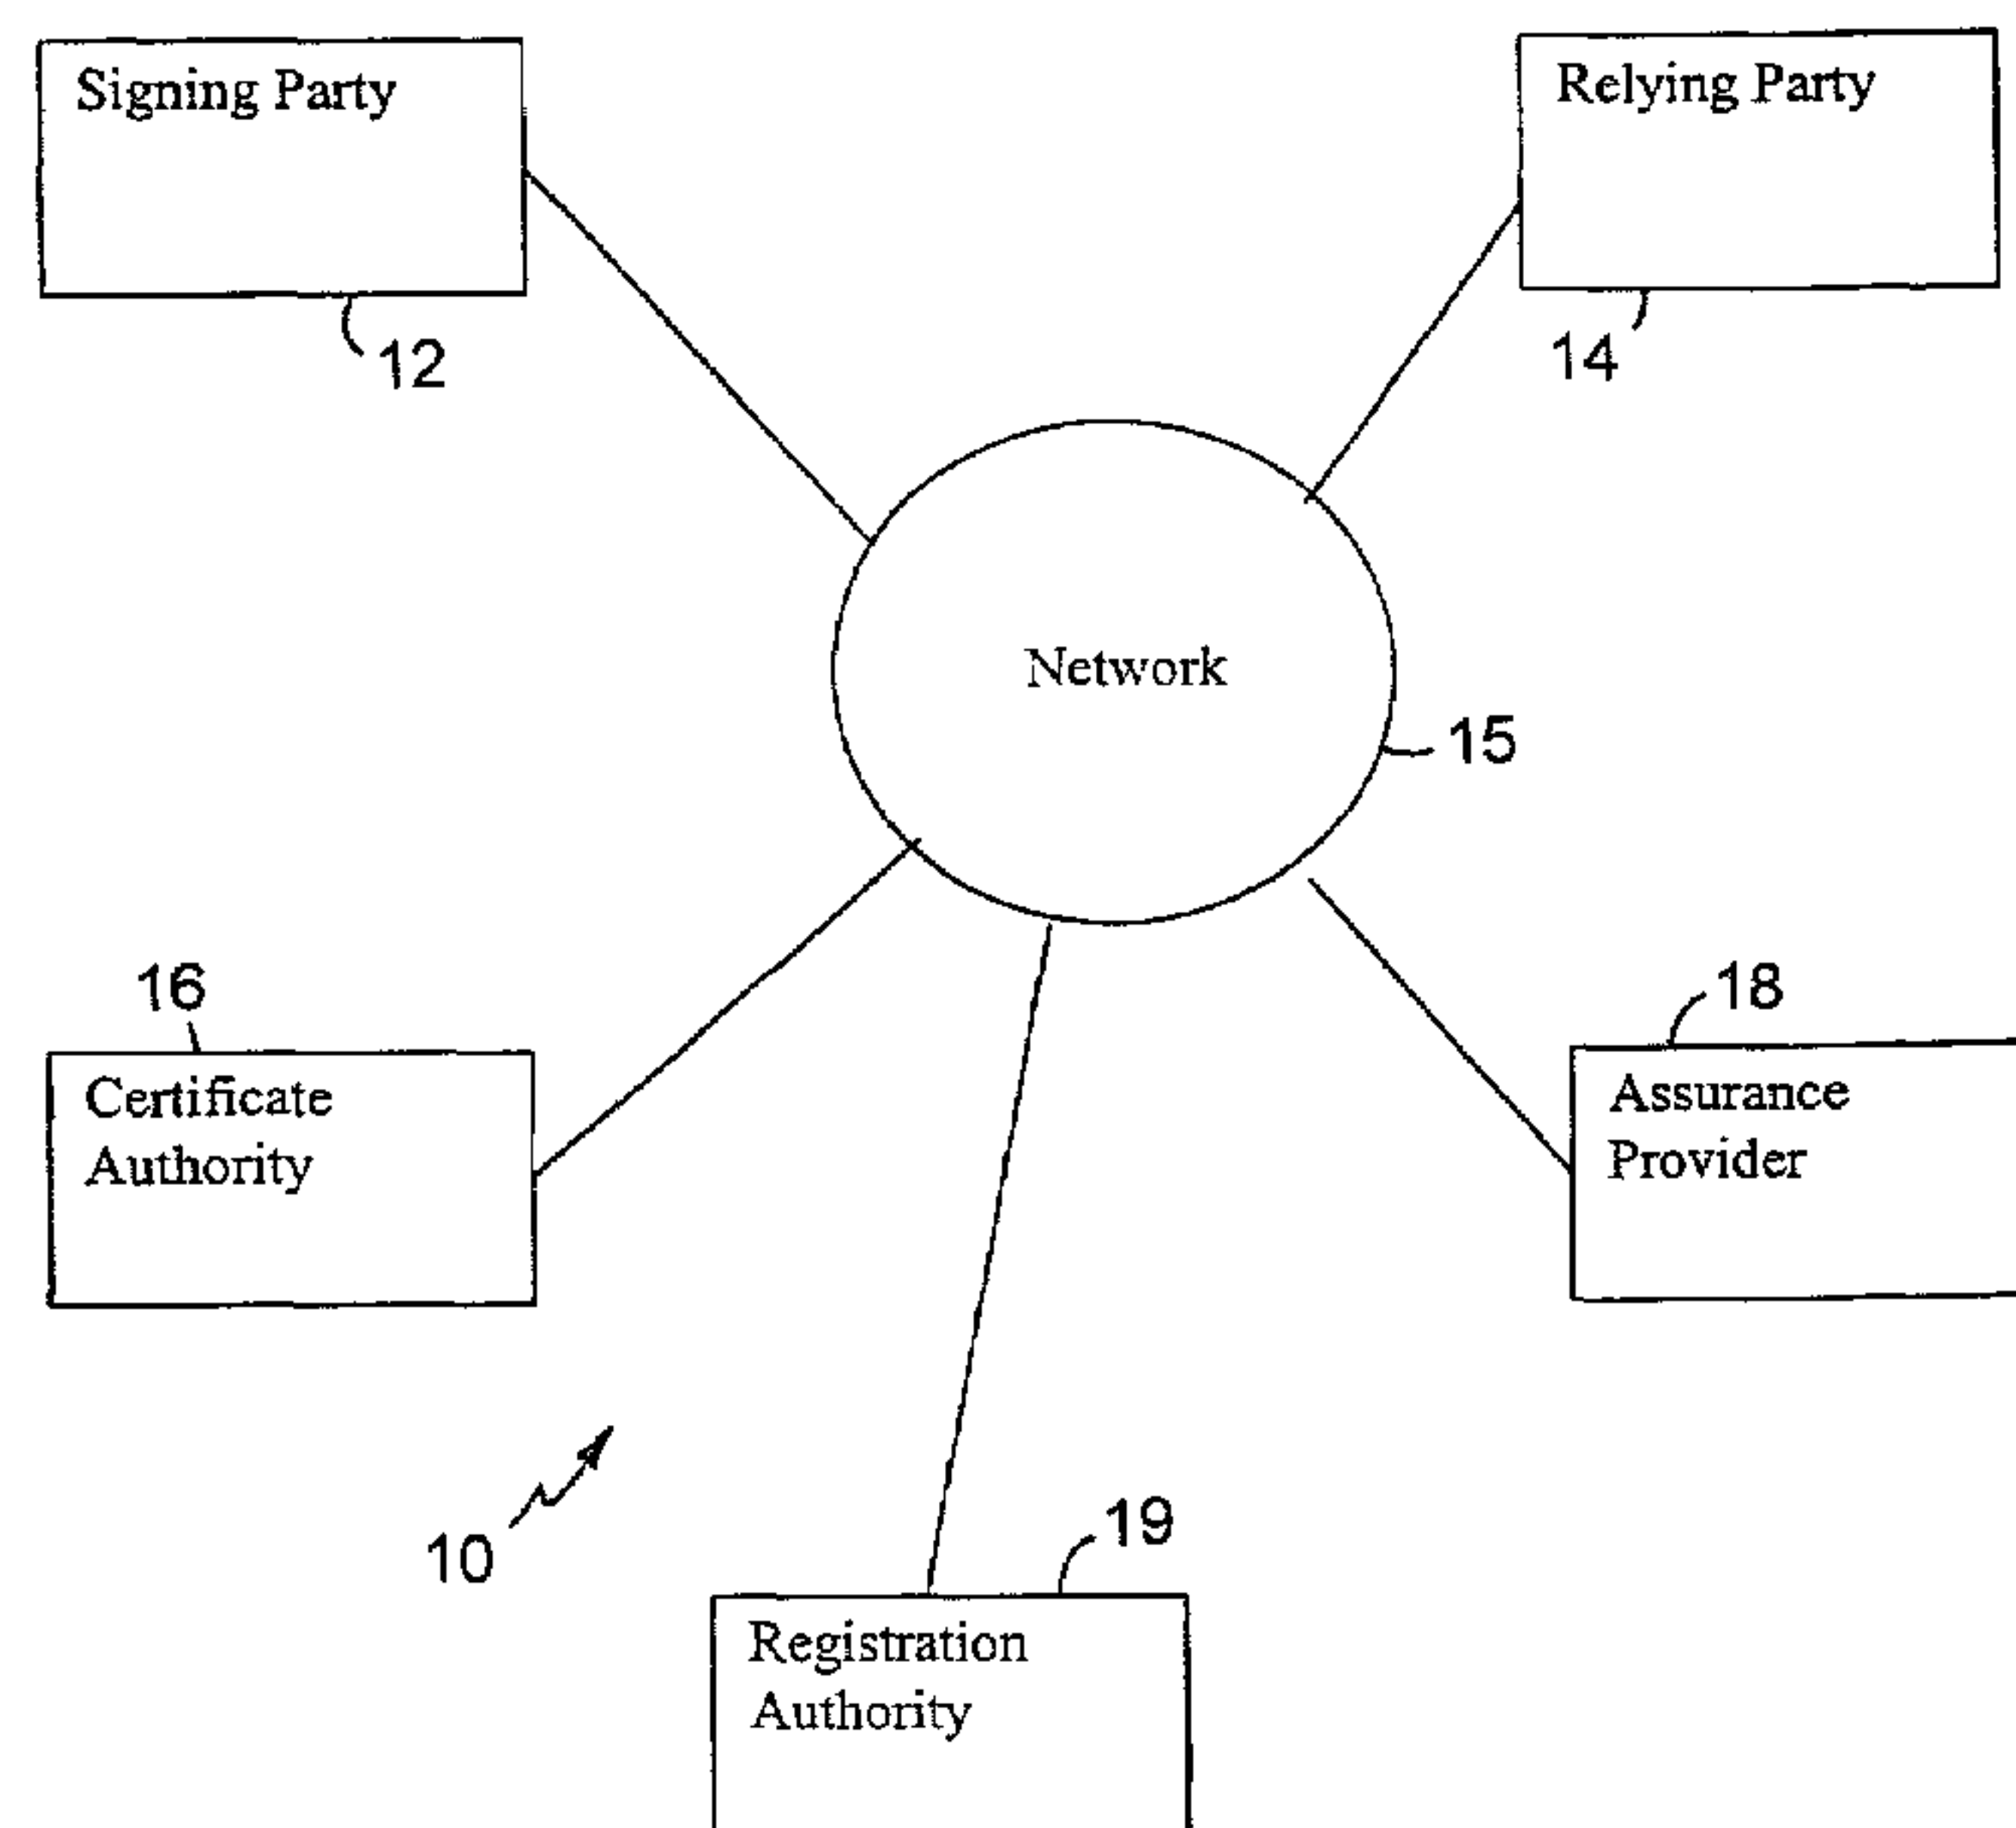 Signing Party
Relying Party
12
14
Network
15
16
18
Certificate
Authority
Assurance
Provider
10
19
Registration
Authority